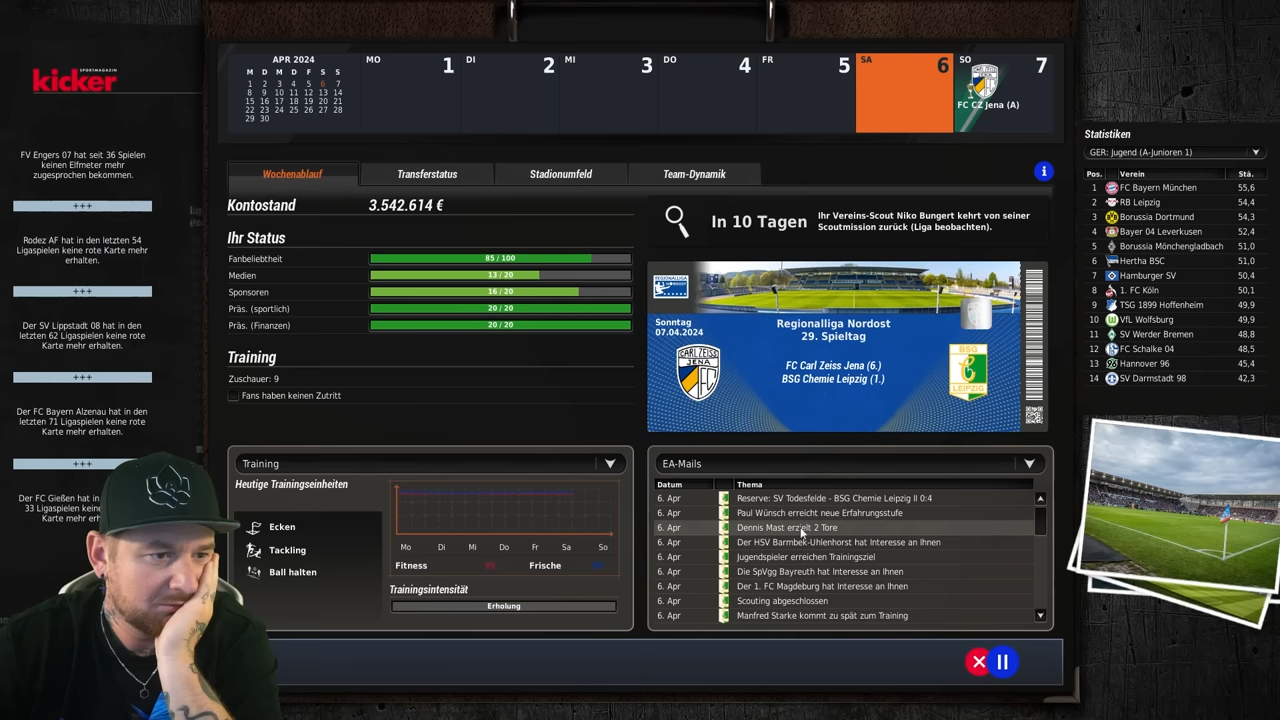 kicker
SPORTMAGAZIN
FV Engers 07 hat seit 36 Spielen
keinen Elfmeter mehr
zugesprochen bekommen.
+++
Rodez AF hat in den letzten 54
Ligaspielen keine rote Karte mehr
erhalten.
+++
Der SV Lippstadt 08 hat in den
letzten 62 Ligaspielen keine rote
Karte mehr erhalten.
+++
Der FC Bayern Alzenau hat in den
letzten 71 Ligaspielen keine rote
Karte mehr erhalten.
+++
Der FC Gießen hat in
33 Ligaspielen
APR 2024
M D M D F S S
1 2 3 4 5 6 7
8 9 10 11 12 13 14
15 16 17 18 19 20 21
22 23 24 25 26 27 28
29 30
MO 1
DI 2
MI 3
DO 4
FR 5
SA 6
SO 7
FC CZ Jena (A)
Wochenablauf
Transferstatus
Stadionumfeld
Team-Dynamik
Kontostand 3.542.614 €
Ihr Status
Fanbeliebtheit 85 / 100
Medien 13 / 20
Sponsoren 16 / 20
Präs. (sportlich) 20 / 20
Präs. (Finanzen) 20 / 20
Training
Zuschauer: 9
Fans haben keinen Zutritt
In 10 Tagen
Ihr Vereins-Scout Niko Bungert kehrt von seiner
Scoutmission zurück (Liga beobachten).
REGIONALLIGA
NORDOST
Sonntag
07.04.2024
Regionalliga Nordost
29. Spieltag
FC Carl Zeiss Jena (6.)
BSG Chemie Leipzig (1.)
CARL ZEISS
JENA
BSG
LEIPZIG
Training
Heutige Trainingseinheiten
Ecken
Tackling
Ball halten
Mo Di Mi Do Fr Sa So
Fitness
Frische
Trainingsintensität
Erholung
EA-Mails
Datum Thema
6. Apr Reserve: SV Todesfelde - BSG Chemie Leipzig II 0:4
6. Apr Paul Wünsch erreicht neue Erfahrungsstufe
6. Apr Dennis Mast erzielt 2 Tore
6. Apr Der HSV Barmbek-Uhlenhorst hat Interesse an Ihnen
6. Apr Jugendspieler erreichen Trainingsziel
6. Apr Die SpVgg Bayreuth hat Interesse an Ihnen
6. Apr Der 1. FC Magdeburg hat Interesse an Ihnen
6. Apr Scouting abgeschlossen
6. Apr Manfred Starke kommt zu spät zum Training
Statistiken
GER: Jugend (A-Junioren 1)
Pos. Verein Stä.
1 FC Bayern München 55,6
2 RB Leipzig 54,4
3 Borussia Dortmund 54,3
4 Bayer 04 Leverkusen 52,4
5 Borussia Mönchengladbach 51,0
6 Hertha BSC 51,0
7 Hamburger SV 50,4
8 1. FC Köln 50,1
9 TSG 1899 Hoffenheim 49,9
10 VfL Wolfsburg 49,9
11 SV Werder Bremen 48,8
12 FC Schalke 04 48,5
13 Hannover 96 45,4
14 SV Darmstadt 98 42,3